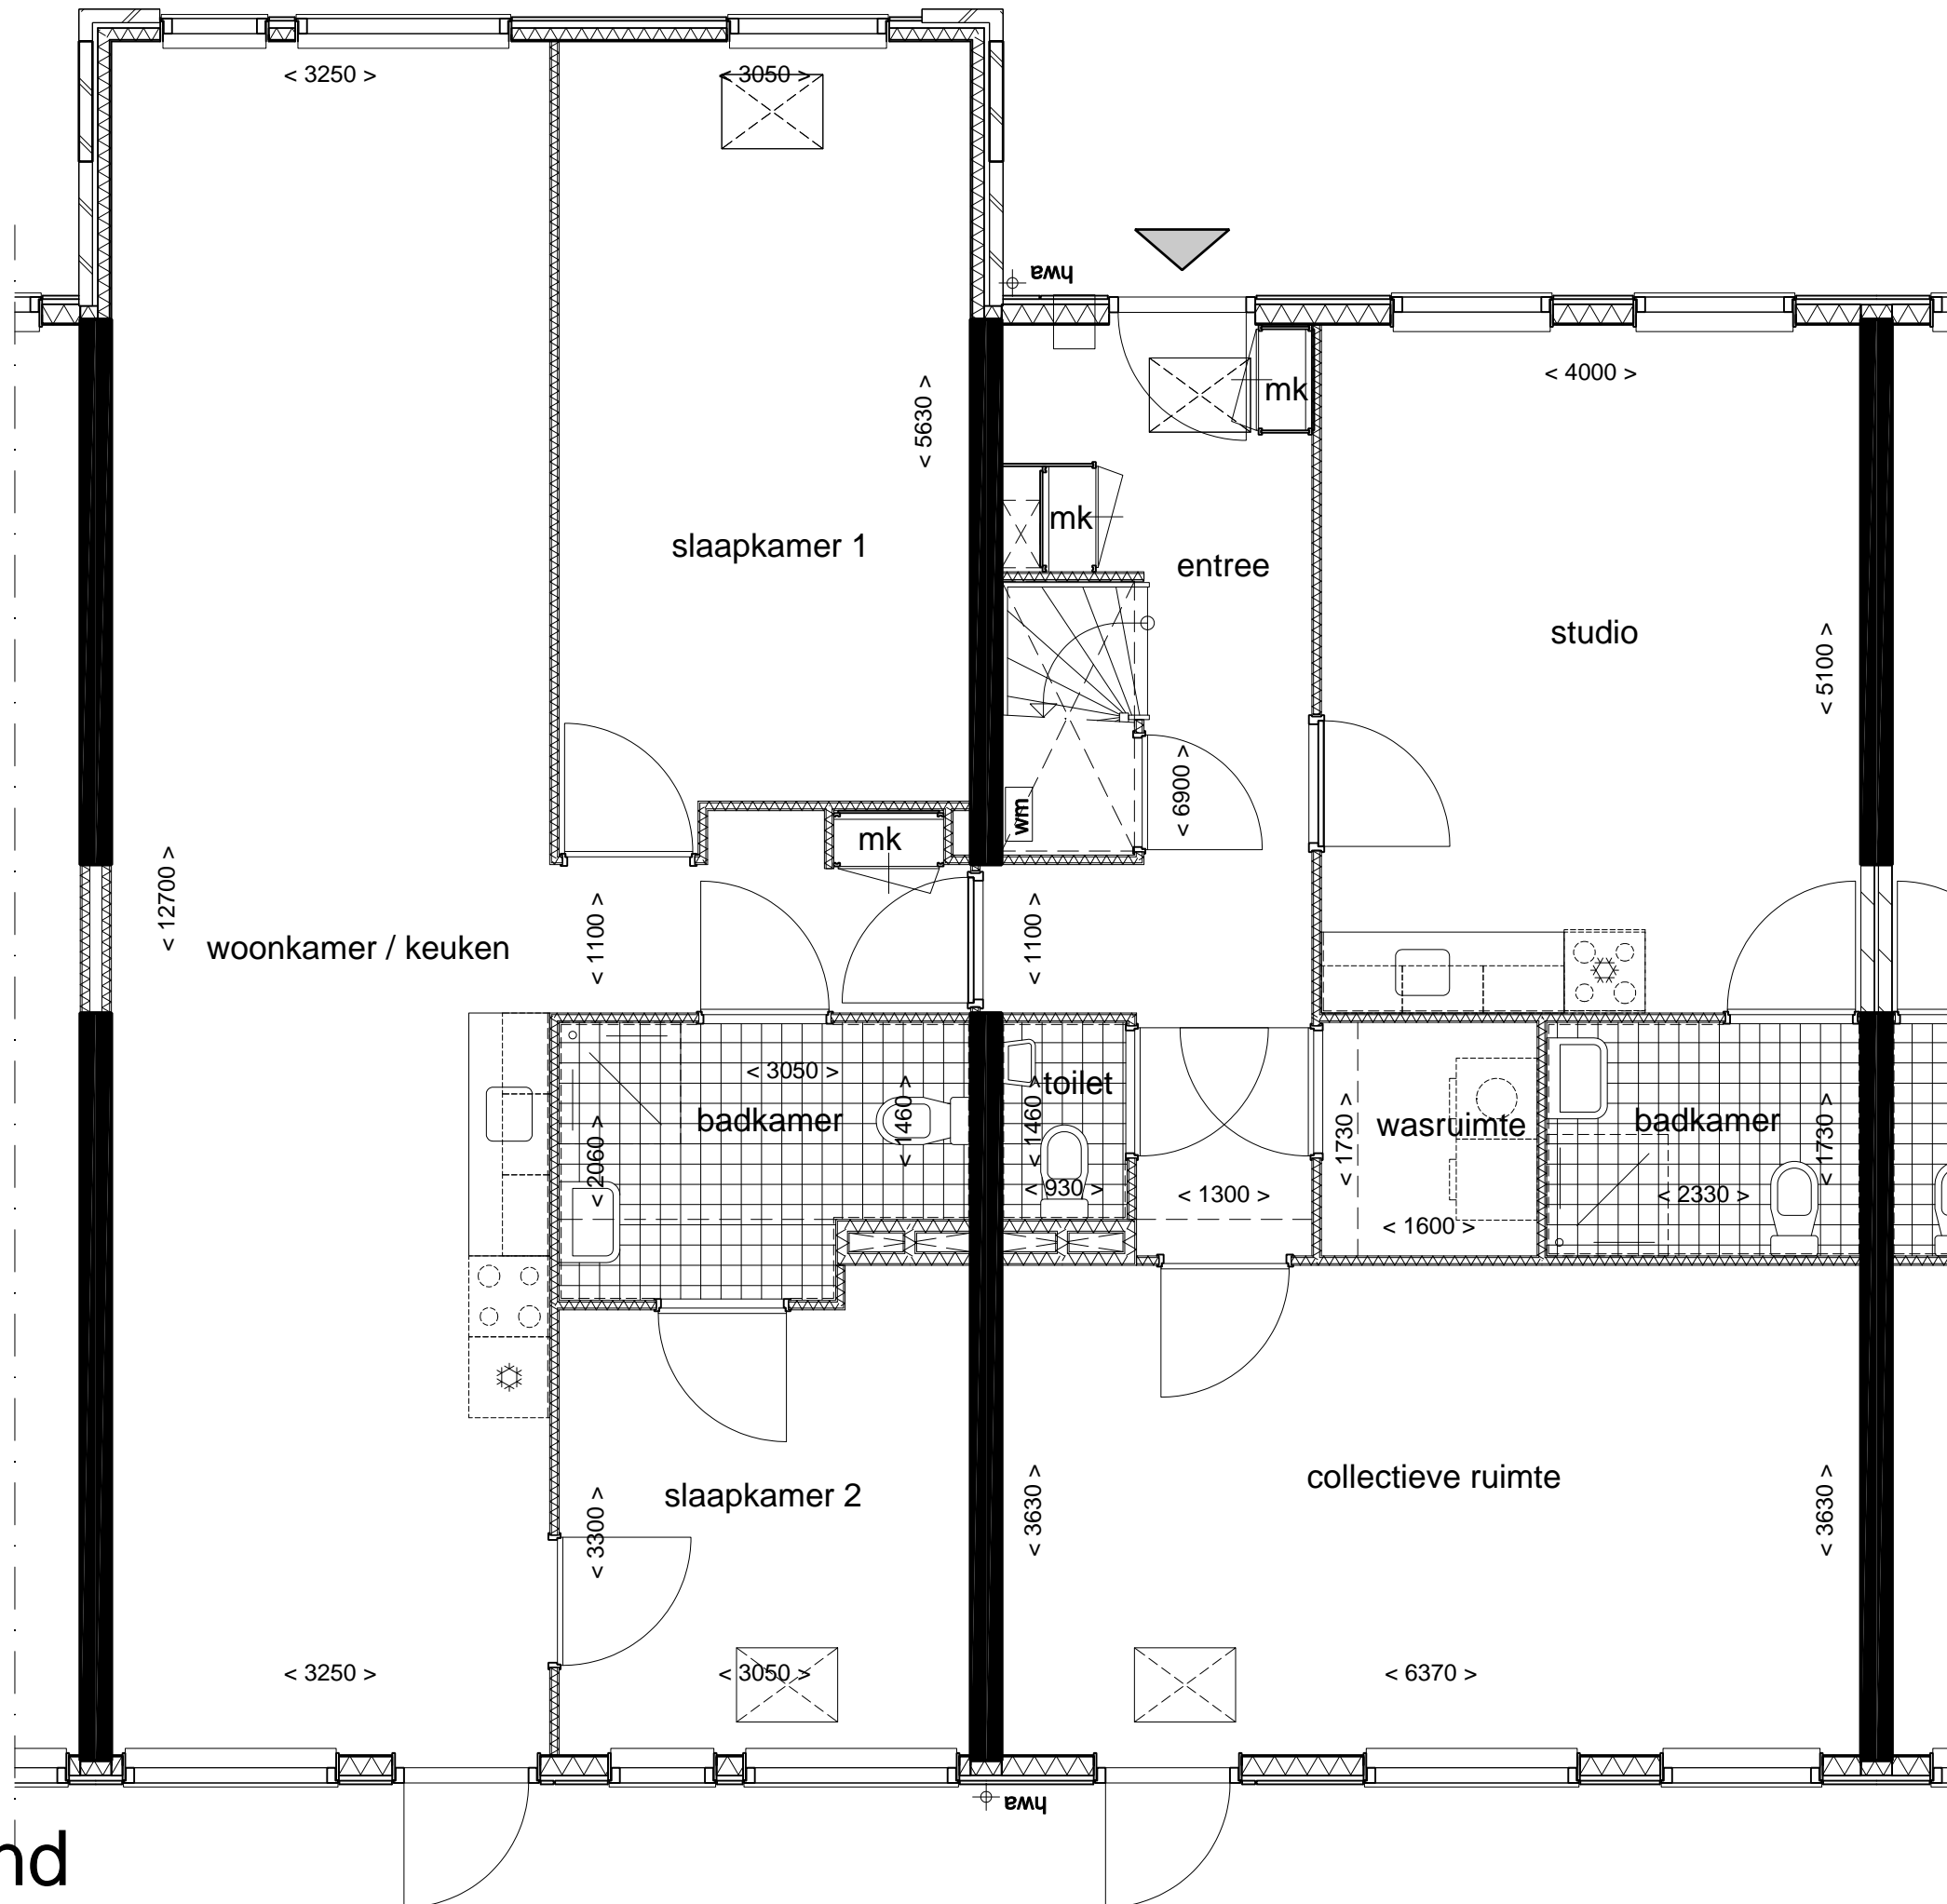 < 3250 >
< 3050 >
hwa
< 4000 >
mk
< 5630 >
mk
slaapkamer 1
entree
studio
< 5100 >
< 6900 >
wm
mk
< 12700 >
woonkamer / keuken
< 1100 >
< 1100 >
< 3050 >
toilet
badkamer
< 1460 >
< 1460 >
< 2060 >
< 930 >
< 1300 >
< 1730 >
wasruimte
< 1600 >
badkamer
< 1730 >
< 2330 >
collectieve ruimte
slaapkamer 2
< 3300 >
< 3630 >
< 3630 >
< 3250 >
< 3050 >
< 6370 >
hwa
nd